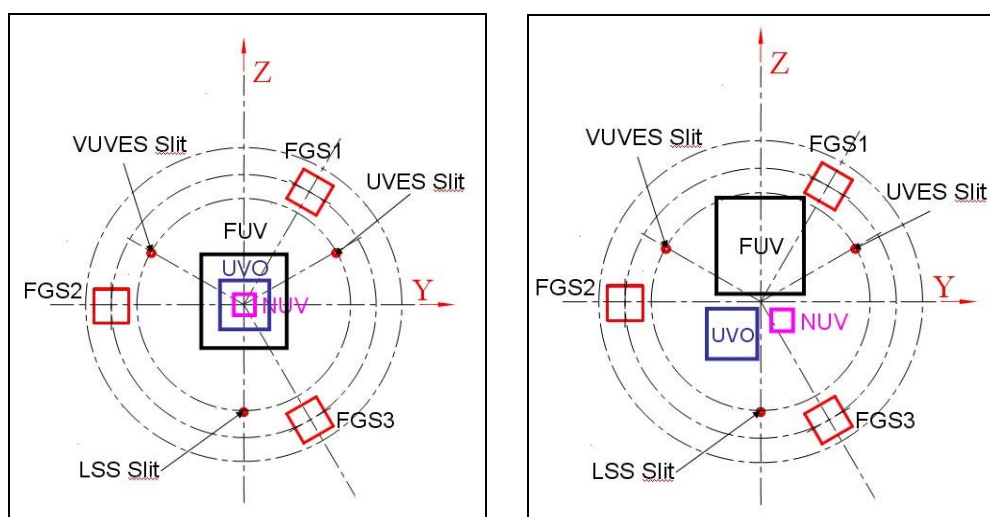 Z
VUVES Slit
FGS1
UVES Slit
FUV
UVO
FGS2
NUV
Y
FGS3
LSS Slit
Z
VUVES Slit
FGS1
UVES Slit
FUV
FGS2
Y
UVO
NUV
FGS3
LSS Slit